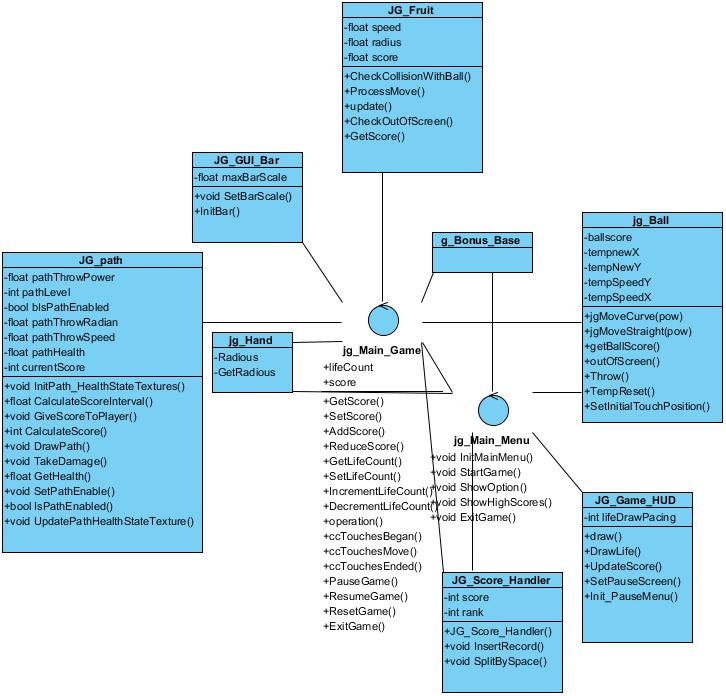 JG_Fruit
-float speed
-float radius
-float score
+CheckCollisionWithBall()
+ProcessMove()
+update()
+CheckOutOfScreen()
+GetScore()
JG_GUI_Bar
-float maxBarScale
+void SetBarScale()
+InitBar()
g_Bonus_Base
jg_Ball
-ballscore
-tempnewX
-tempNewY
-tempSpeedY
-tempSpeedX
+jgMoveCurve(pow)
+jgMoveStraight(pow)
+getBallScore()
+outOfScreen()
+Throw()
+TempReset()
+SetInitialTouchPosition()
JG_path
-float pathThrowPower
-int pathLevel
-bool bIsPathEnabled
-float pathThrowRadian
-float pathThrowSpeed
-float pathHealth
-int currentScore
+void InitPath_HealthStateTextures()
+float CalculateScoreInterval()
+void GiveScoreToPlayer()
+int CalculateScore()
+void DrawPath()
+void TakeDamage()
+float GetHealth()
+void SetPathEnable()
+bool IsPathEnabled()
+void UpdatePathHealthStateTexture()
jg_Hand
-Radious
-GetRadious
jg_Main_Game
+lifeCount
+score
+GetScore()
+SetScore()
+AddScore()
+ReduceScore()
+GetLifeCount()
+SetLifeCount()
+IncrementLifeCount()
+DecrementLifeCount()
+operation()
+ccTouchesBegan()
+ccTouchesMove()
+ccTouchesEnded()
+PauseGame()
+ResumeGame()
+ResetGame()
+ExitGame()
jg_Main_Menu
+void InitMainMenu()
+void StartGame()
+void ShowOption()
+void ShowHighScores()
+void ExitGame()
JG_Game_HUD
-int lifeDrawPacing
+draw()
+DrawLife()
+UpdateScore()
+SetPauseScreen()
+Init_PauseMenu()
JG_Score_Handler
-int score
-int rank
+JG_Score_Handler()
+void InsertRecord()
+void SplitBySpace()